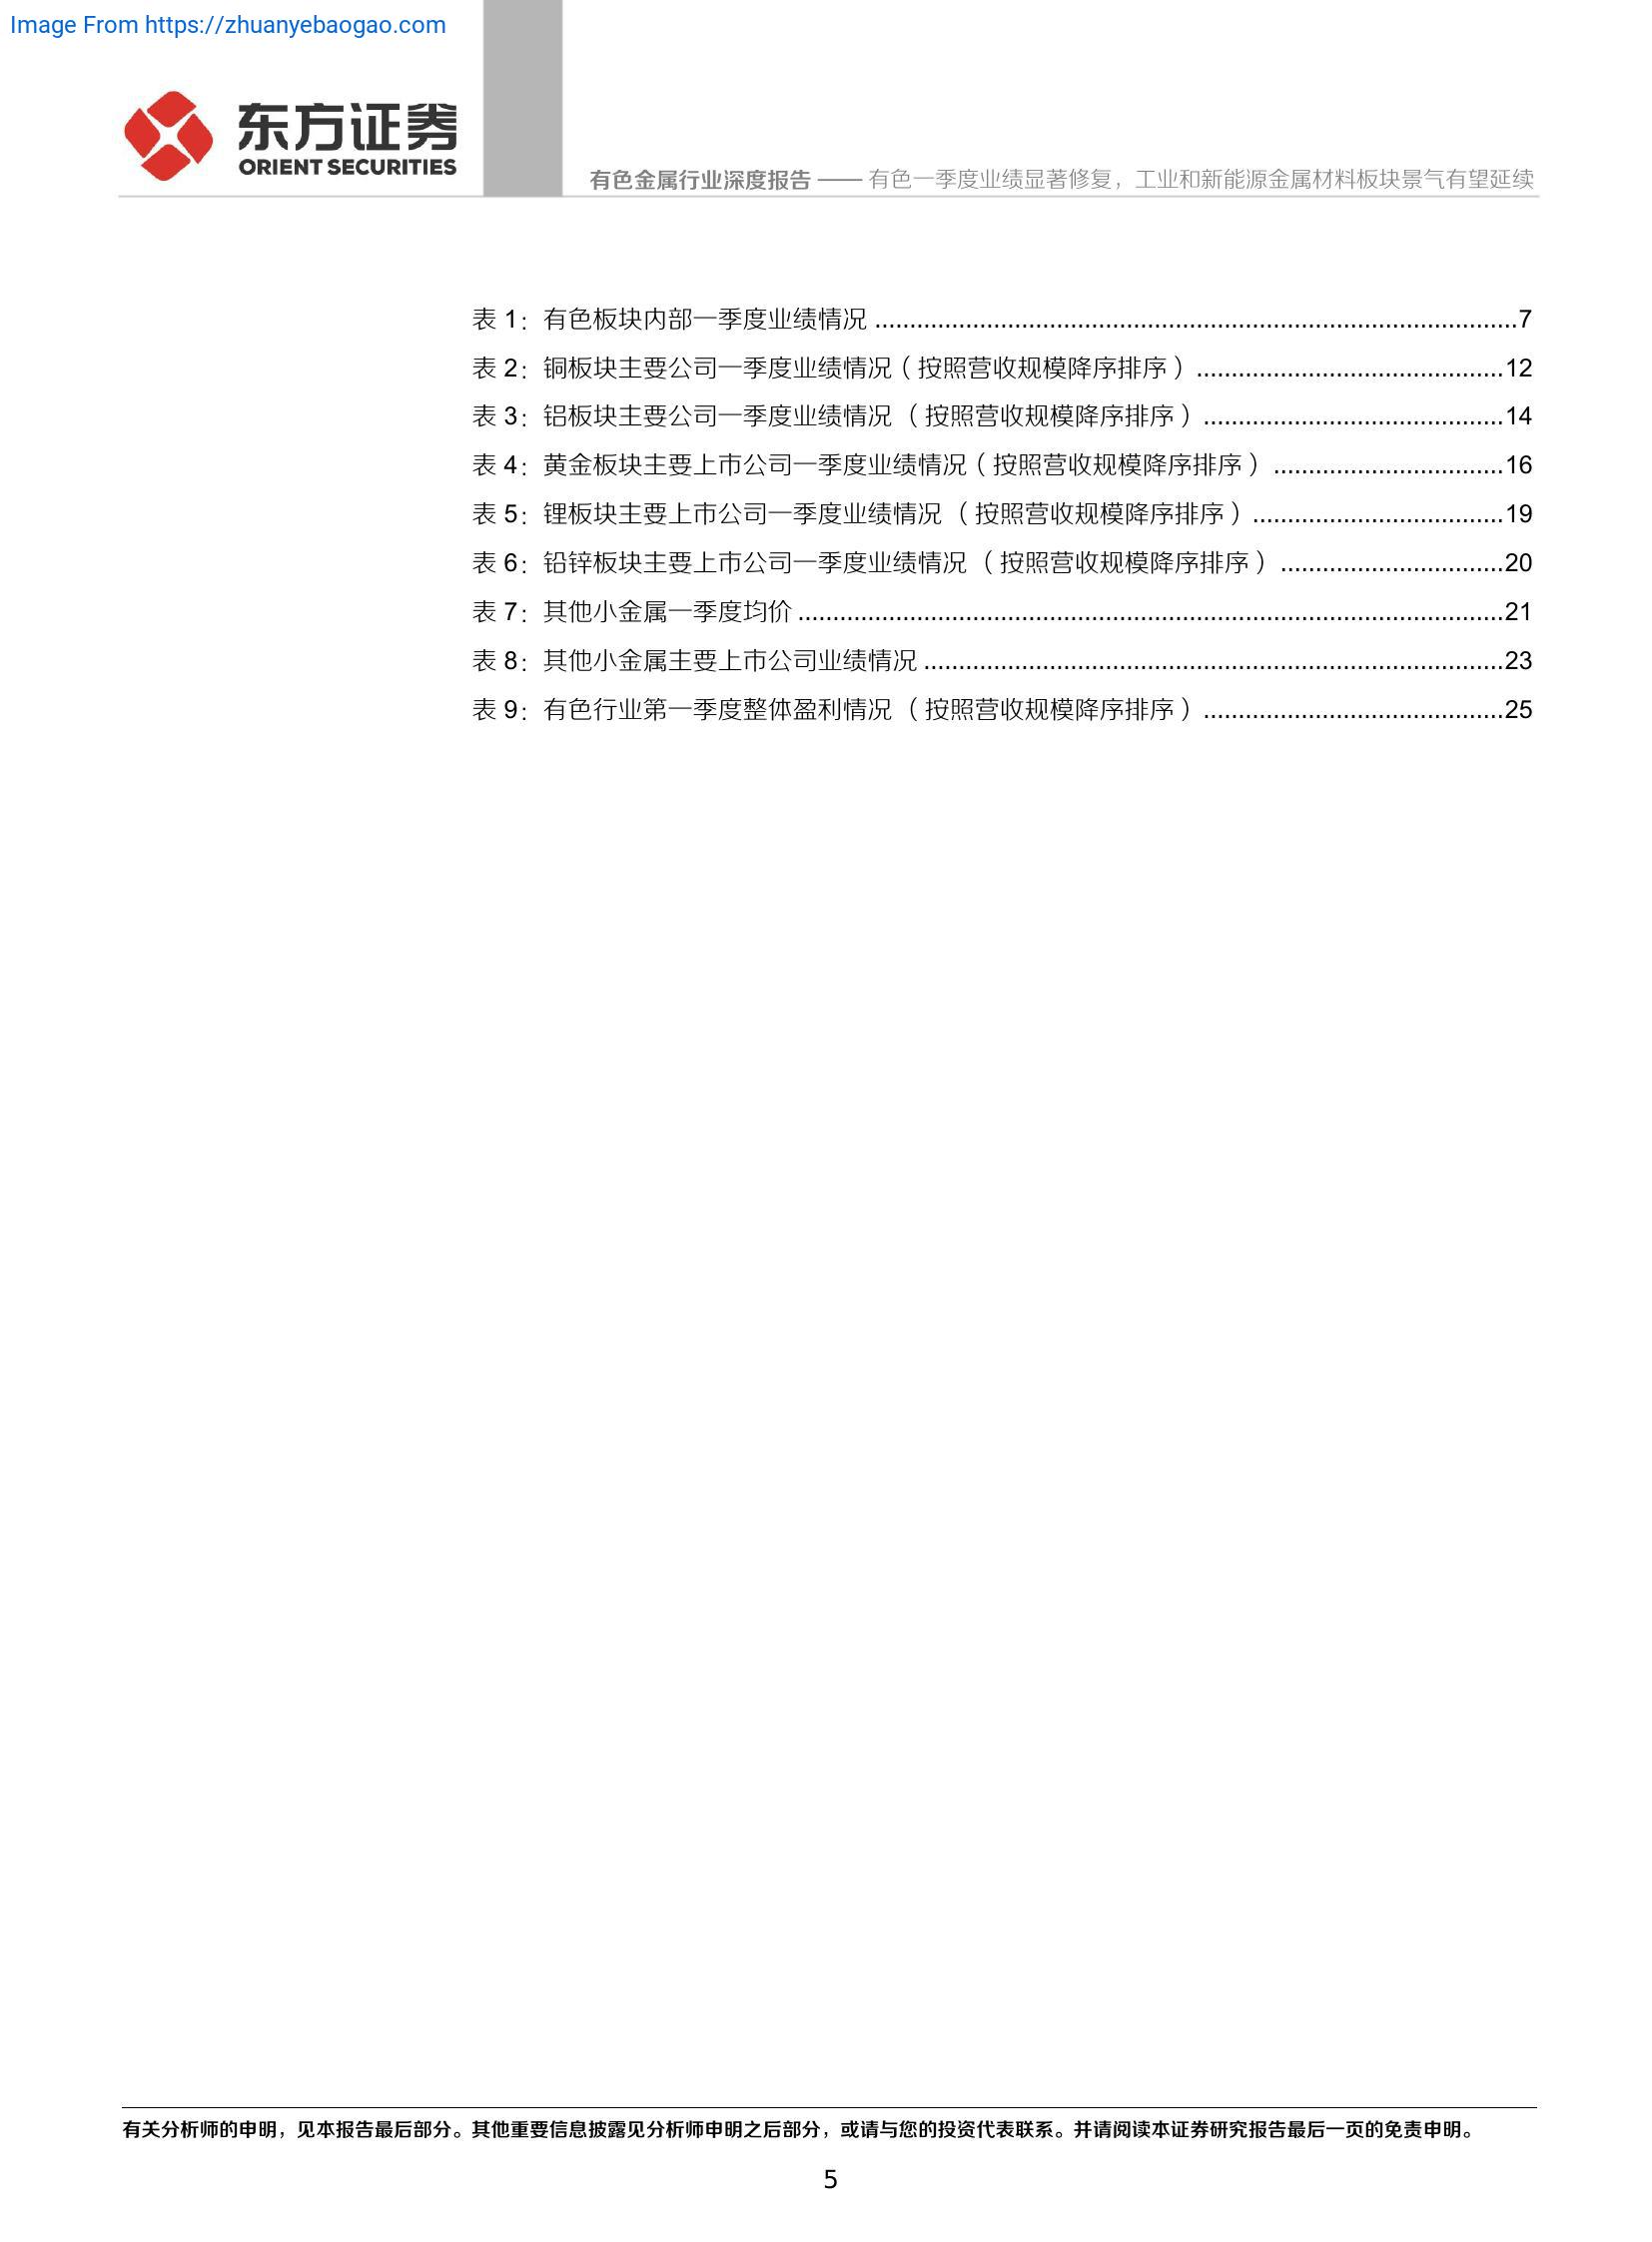 Image From https://zhuanyebaogao.com
东方证券
ORIENT SECURITIES
有色金属行业深度报告 —— 有色一季度业绩显著修复，工业和新能源金属材料板块景气有望延续
表 1：有色板块内部一季度业绩情况 ............................................................................................7
表 2：铜板块主要公司一季度业绩情况（按照营收规模降序排序） ............................................12
表 3：铝板块主要公司一季度业绩情况 （按照营收规模降序排序） ...........................................14
表 4：黄金板块主要上市公司一季度业绩情况（按照营收规模降序排序） .................................16
表 5：锂板块主要上市公司一季度业绩情况 （按照营收规模降序排序） ....................................19
表 6：铅锌板块主要上市公司一季度业绩情况 （按照营收规模降序排序） ................................20
表 7：其他小金属一季度均价 .....................................................................................................21
表 8：其他小金属主要上市公司业绩情况 ...................................................................................23
表 9：有色行业第一季度整体盈利情况 （按照营收规模降序排序） ...........................................25
有关分析师的申明，见本报告最后部分。其他重要信息披露见分析师申明之后部分，或请与您的投资代表联系。并请阅读本证券研究报告最后一页的免责申明。
5